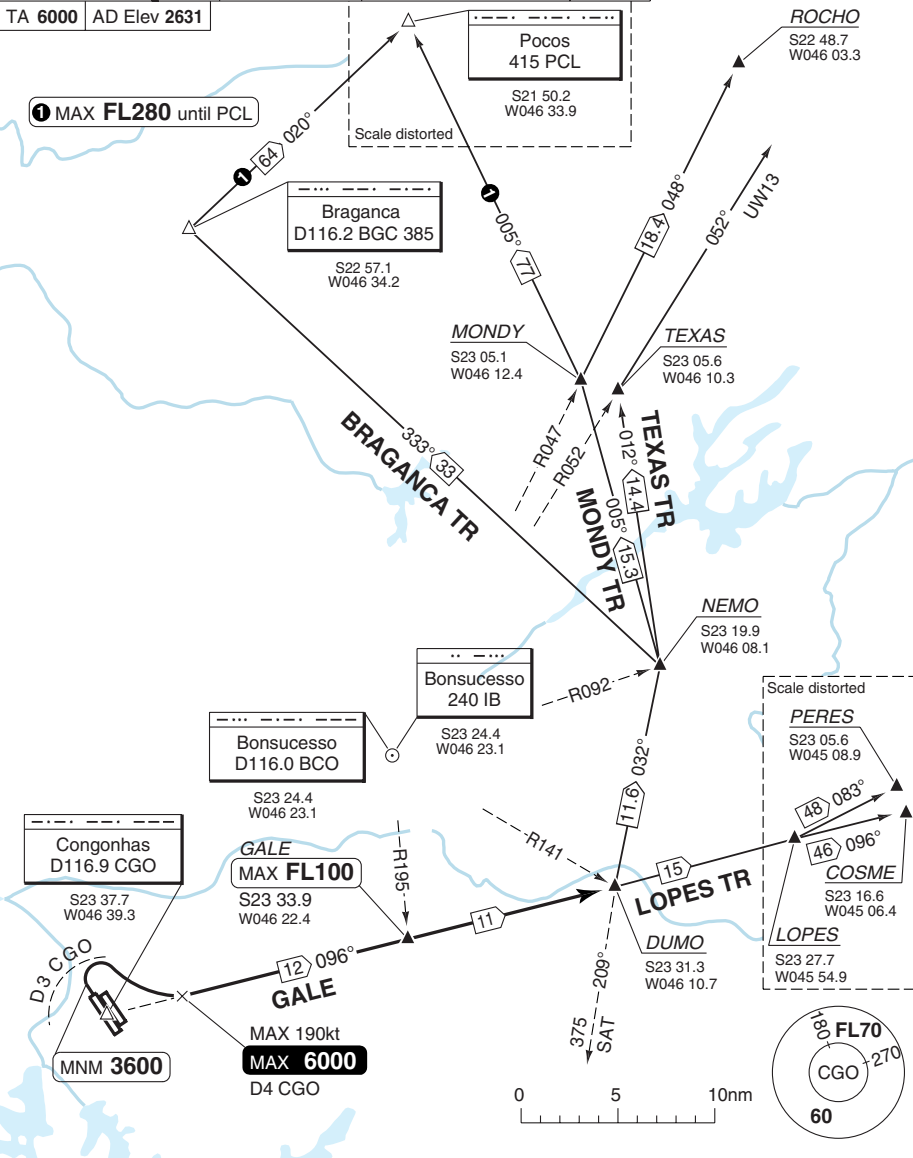 TA 6000 AD Elev 2631
ROCHO
S22 48.7
W046 03.3
Pocos
415 PCL
S21 50.2
W046 33.9
Scale distorted
1 MAX FL280 until PCL
64 020°
1
Braganca
D116.2 BGC 385
S22 57.1
W046 34.2
1
005°
77
18.4 048°
052°
UW13
MONDY
S23 05.1
W046 12.4
TEXAS
S23 05.6
W046 10.3
R047
R052
333° 33
BRAGANCA TR
012°
14.4
TEXAS TR
005°
15.3
MONDY TR
NEMO
S23 19.9
W046 08.1
Bonsucesso
240 IB
S23 24.4
W046 23.1
R092
Bonsucesso
D116.0 BCO
S23 24.4
W046 23.1
Scale distorted
PERES
S23 05.6
W045 08.9
48 083°
46 096°
COSME
S23 16.6
W045 06.4
LOPES
S23 27.7
W045 54.9
11.6 032°
R141
15
LOPES TR
Congonhas
D116.9 CGO
S23 37.7
W046 39.3
GALE
MAX FL100
S23 33.9
W046 22.4
R195
11
12 096°
GALE
DUMO
S23 31.3
W046 10.7
209°
375
SAT
D3 CGO
MNM 3600
MAX 190kt
MAX 6000
D4 CGO
0 5 10nm
180
FL70
270
CGO
60